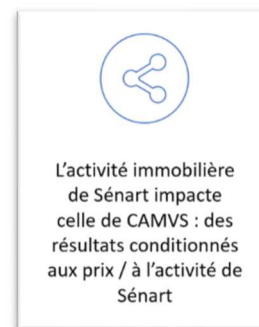 L’activité immobilière
de Sénart impacte
celle de CAMVS : des
résultats conditionnés
aux prix / à l’activité de
Sénart